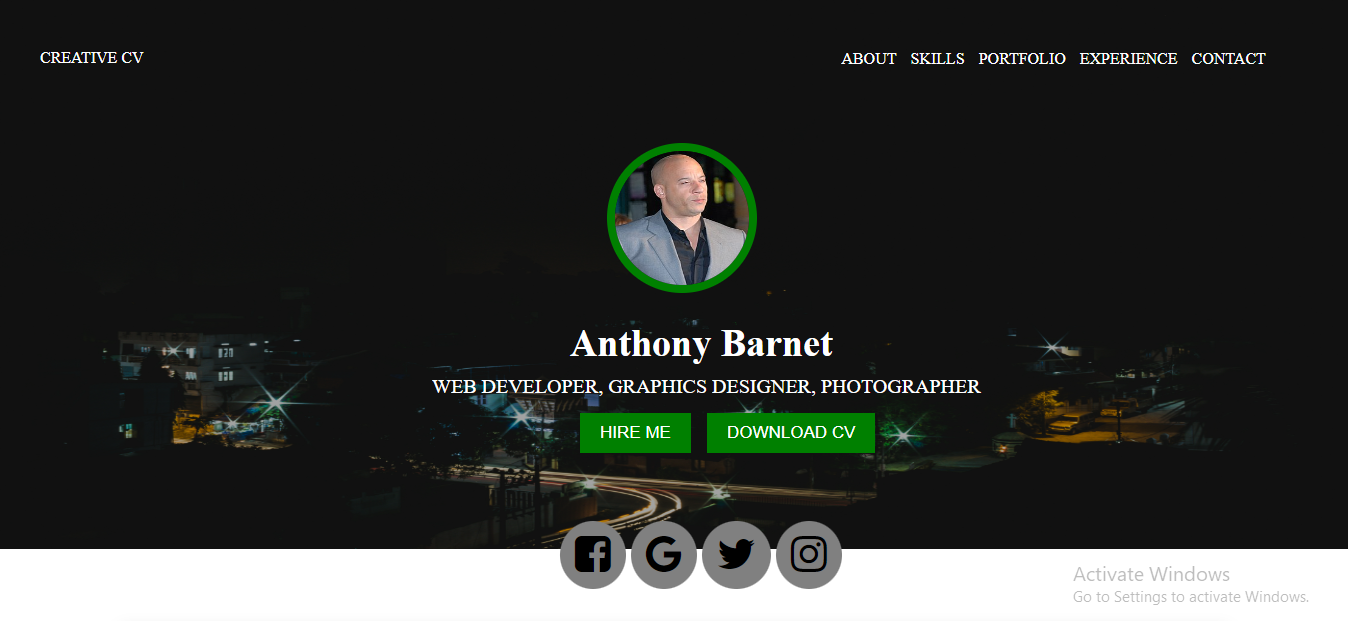 CREATIVE CV
ABOUT SKILLS PORTFOLIO EXPERIENCE CONTACT
Anthony Barnet
WEB DEVELOPER, GRAPHICS DESIGNER, PHOTOGRAPHER
HIRE ME DOWNLOAD CV
Activate Windows
Go to Settings to activate Windows.